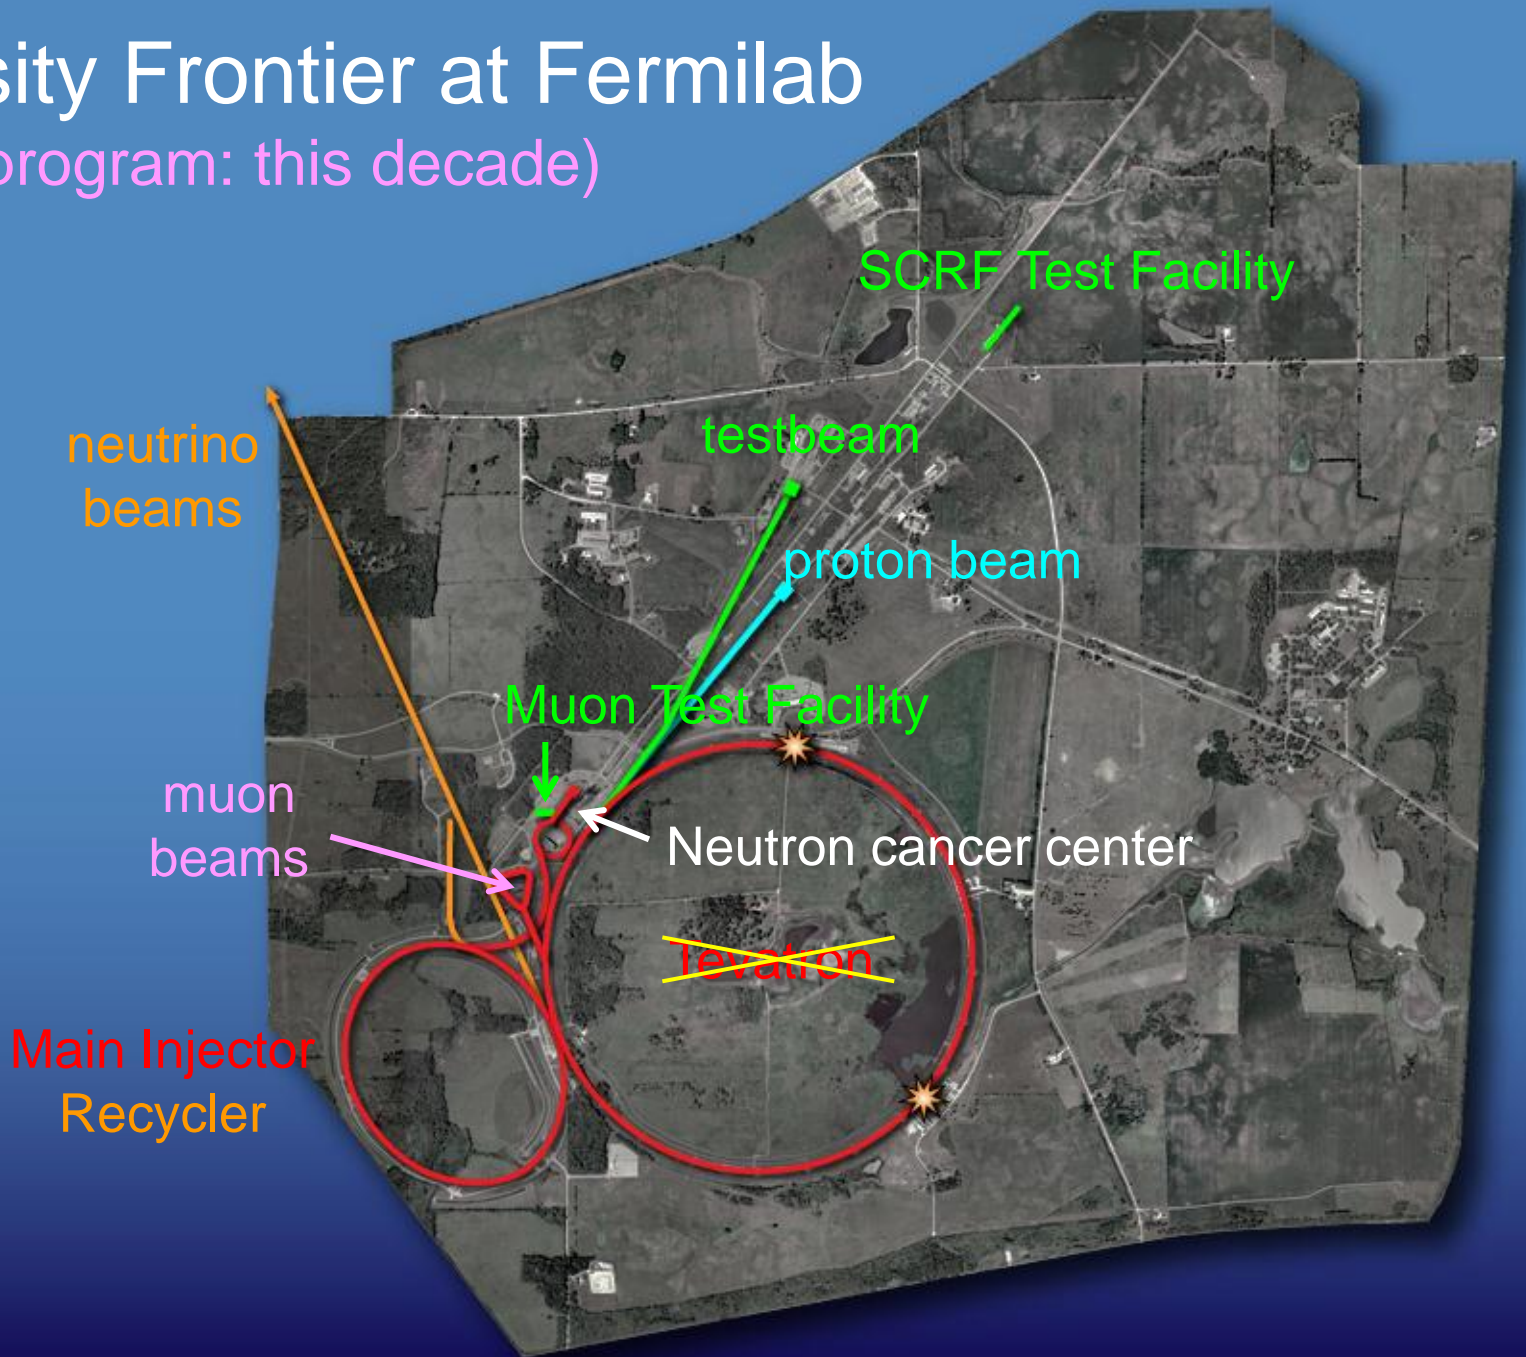 sity Frontier at Fermilab
program: this decade)
SCRF Test Facility
neutrino
beams
testbeam
proton beam
Muon Test Facility
muon
beams
Neutron cancer center
Tevatron
Main Injector
Recycler